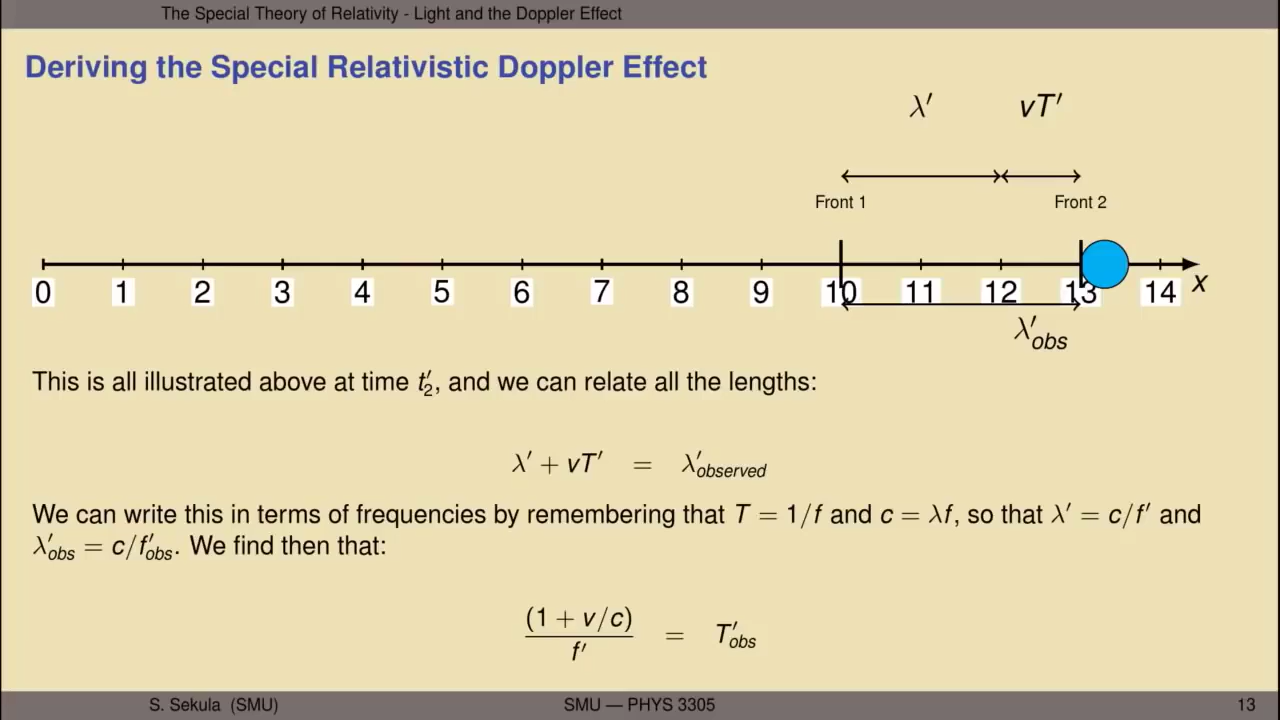 The Special Theory of Relativity - Light and the Doppler Effect
Deriving the Special Relativistic Doppler Effect
λ′ vT′
Front 1 Front 2
0 1 2 3 4 5 6 7 8 9 10 11 12 13 14 x
λ′obs
This is all illustrated above at time t′2, and we can relate all the lengths:
λ′ + vT′ = λ′observed
We can write this in terms of frequencies by remembering that T = 1/f and c = λf, so that λ′ = c/f′ and
λ′obs = c/f′obs. We find then that:
(1 + v/c)/f′ = T′obs
S. Sekula (SMU) SMU — PHYS 3305 13